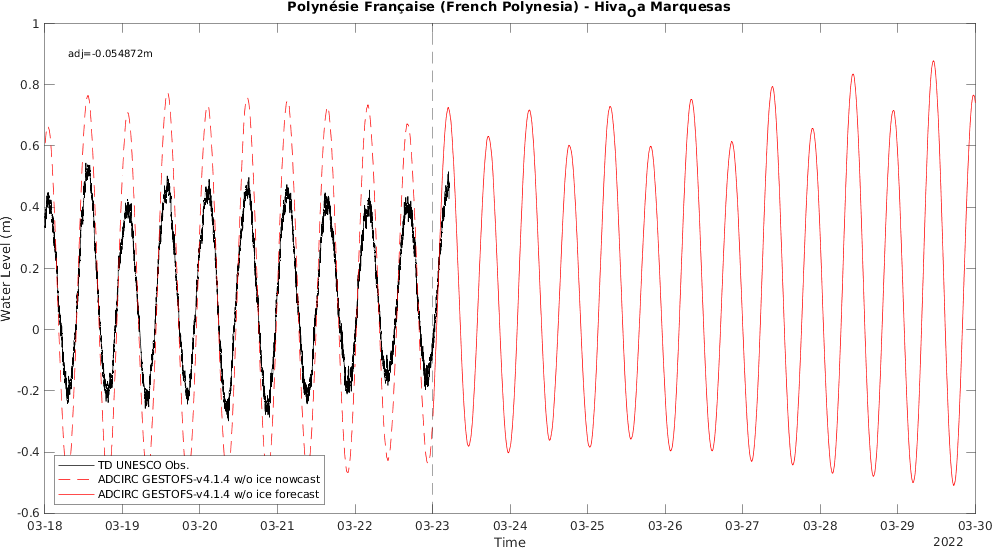 Polynésie Française (French Polynesia) - HivaOa Marquesas
adj=-0.054872m
Water Level (m)
1
0.8
0.6
0.4
0.2
0
-0.2
-0.4
-0.6
TD UNESCO Obs.
ADCIRC GESTOFS-v4.1.4 w/o ice nowcast
ADCIRC GESTOFS-v4.1.4 w/o ice forecast
03-18 03-19 03-20 03-21 03-22 03-23 03-24 03-25 03-26 03-27 03-28 03-29 03-30
Time
2022